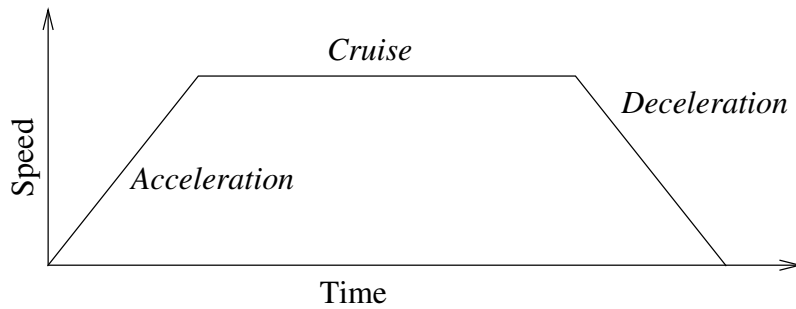 Cruise
Deceleration
Speed
Acceleration
Time